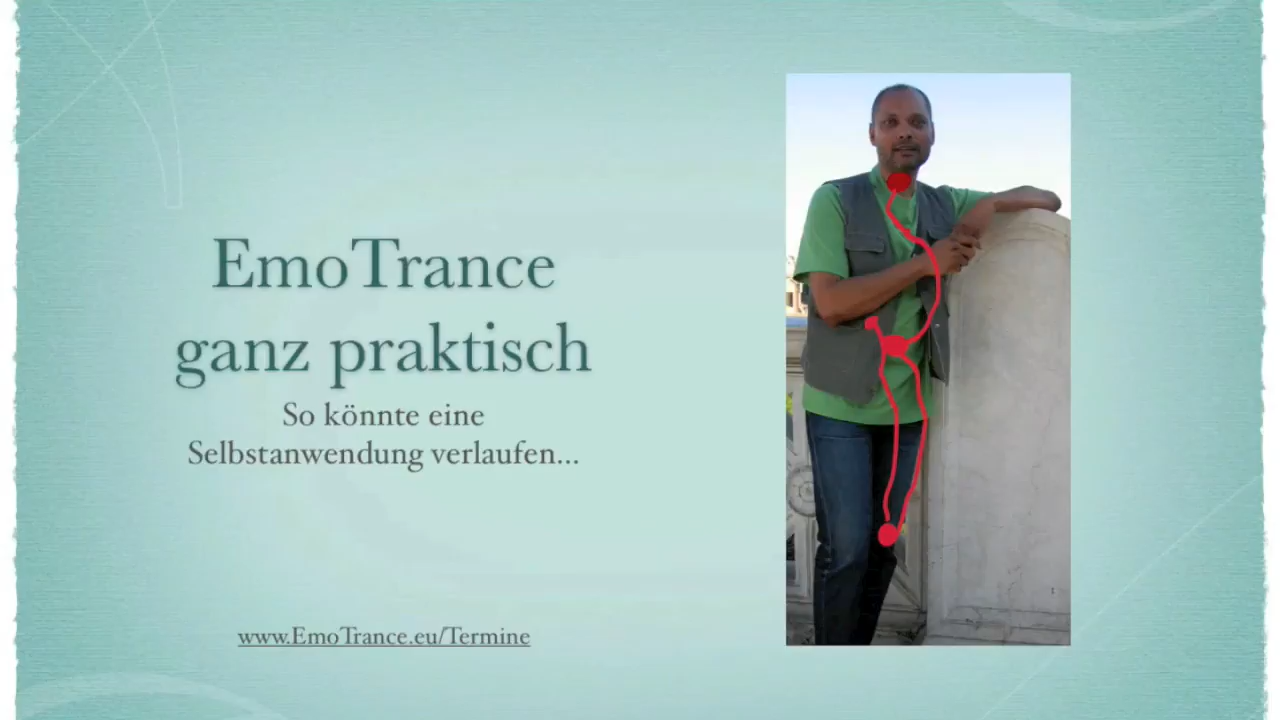 EmoTrance
ganz praktisch
So könnte eine
Selbstanwendung verlaufen...
www.EmoTrance.eu/Termine